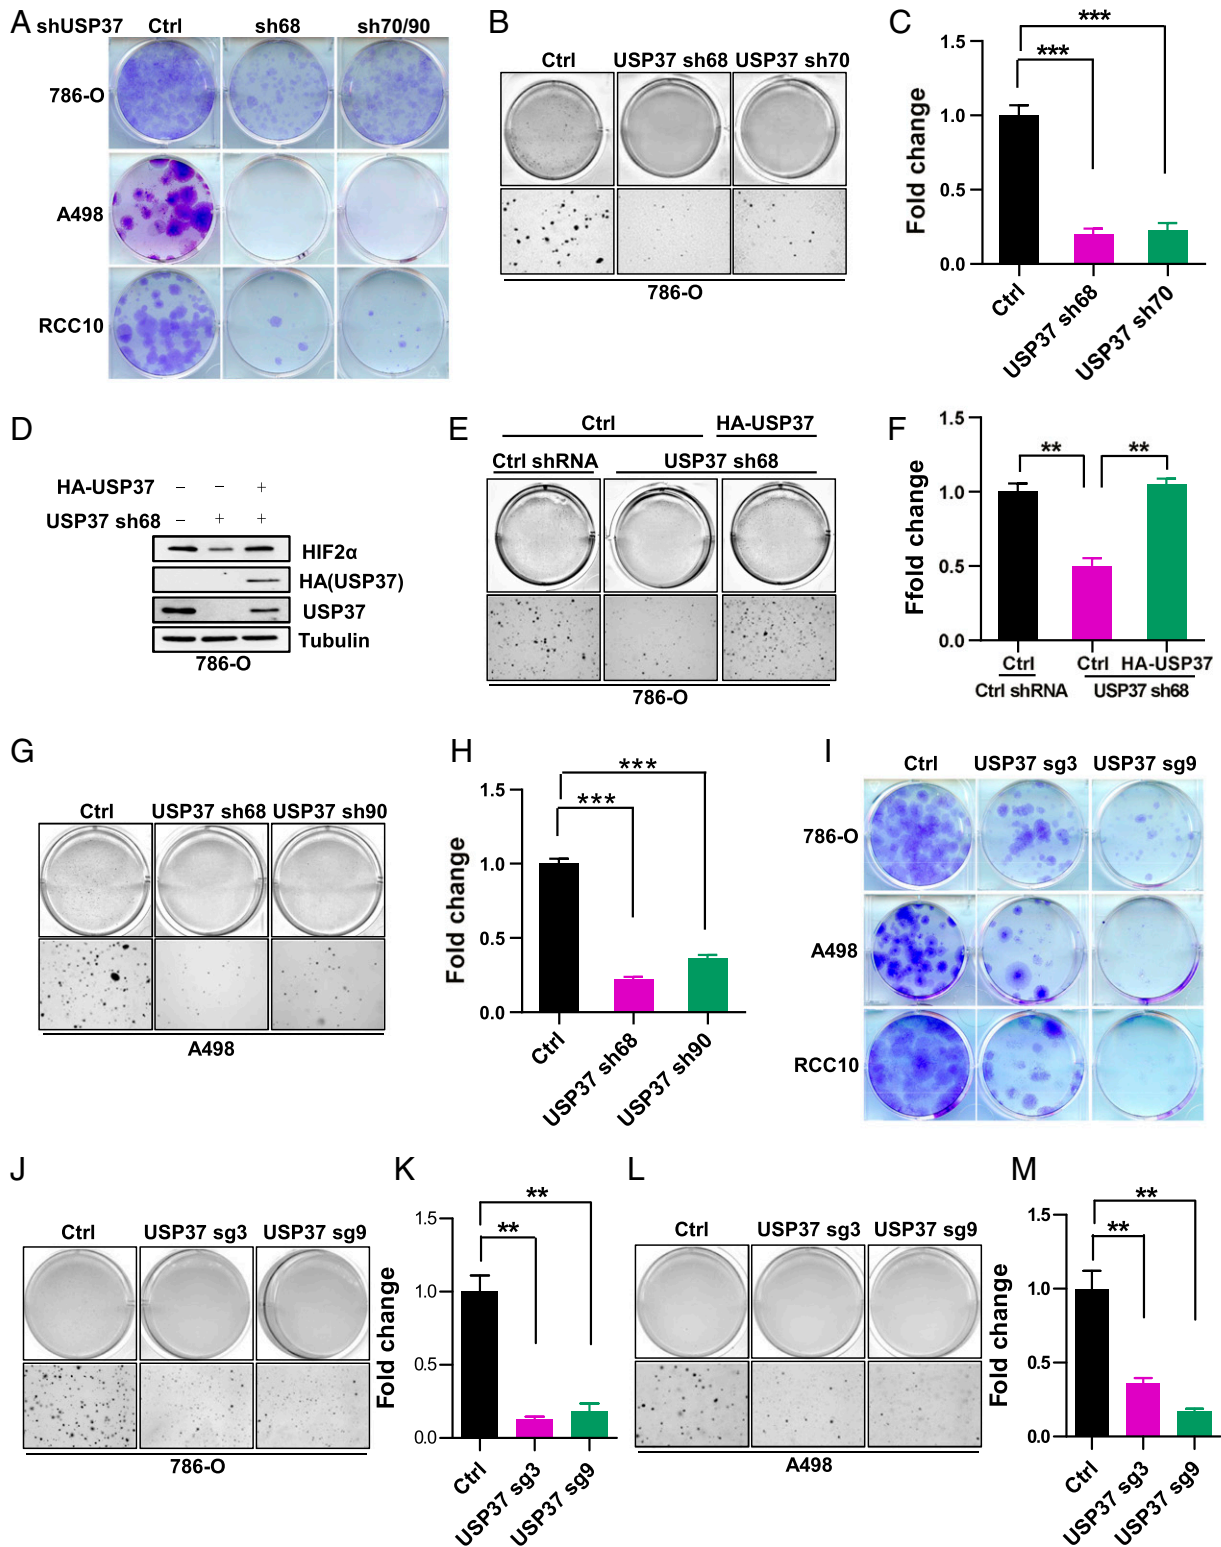 A
shUSP37 Ctrl sh68 sh70/90
786-O
A498
RCC10
B
Ctrl USP37 sh68 USP37 sh70
786-O
C
***
***
Fold change
1.5
1.0
0.5
0.0
Ctrl
USP37 sh68
USP37 sh70
D
HA-USP37 – – +
USP37 sh68 – + +
HIF2α
HA(USP37)
USP37
Tubulin
786-O
E
Ctrl HA-USP37
Ctrl shRNA USP37 sh68
786-O
F
** **
Ffold change
1.5
1.0
0.5
0.0
Ctrl Ctrl HA-USP37
Ctrl shRNA USP37 sh68
G
Ctrl USP37 sh68 USP37 sh90
A498
H
***
***
Fold change
1.5
1.0
0.5
0.0
Ctrl
USP37 sh68
USP37 sh90
I
Ctrl USP37 sg3 USP37 sg9
786-O
A498
RCC10
J
Ctrl USP37 sg3 USP37 sg9
786-O
K
**
**
Fold change
1.5
1.0
0.5
0.0
Ctrl
USP37 sg3
USP37 sg9
L
Ctrl USP37 sg3 USP37 sg9
A498
M
**
**
Fold change
1.5
1.0
0.5
0.0
Ctrl
USP37 sg3
USP37 sg9